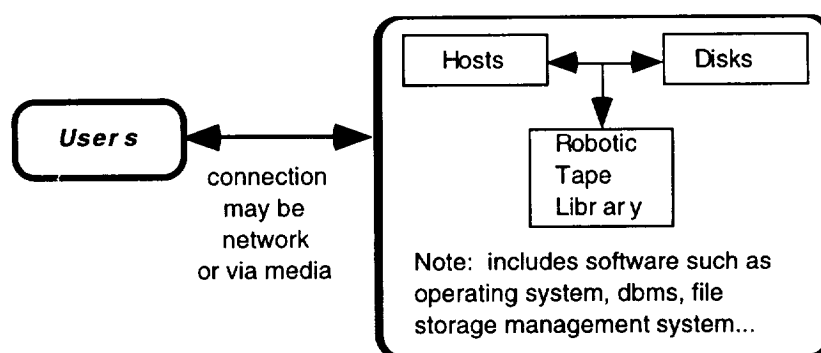 Hosts
Disks
Users
Robotic
Tape
Library
connection
may be
network
or via media
Note: includes software such as
operating system, dbms, file
storage management system...